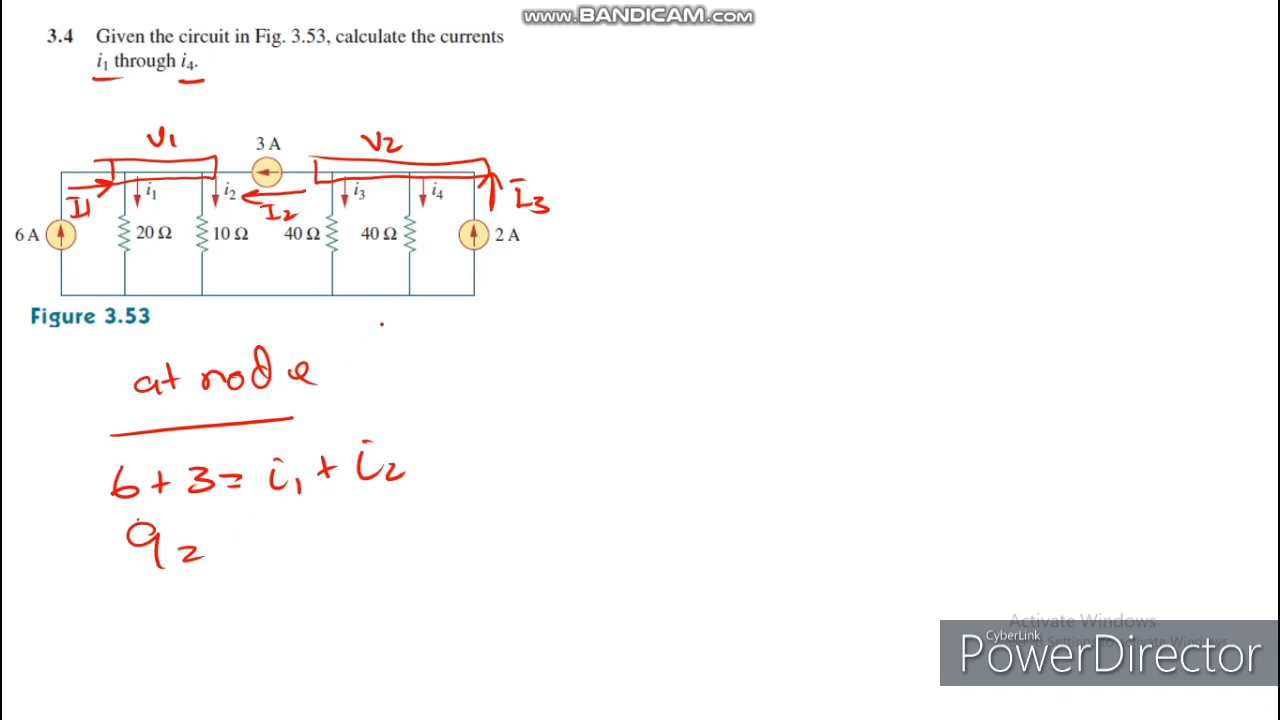 WWW.BANDICAM.COM
3.4 Given the circuit in Fig. 3.53, calculate the currents
i₁ through i₄.
V₁ 3 A V₂
i₁ i₂ i₃ i₄
I₁ I₂ I₃
6 A 20 Ω 10 Ω 40 Ω 40 Ω 2 A
Figure 3.53
at node
6 + 3 = i₁ + i₂
9 =
Activate Windows
CyberLink
PowerDirector